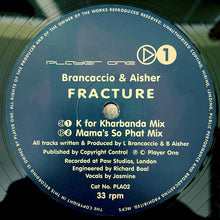 PLAYER ONE
1
Brancaccio & Aisher
FRACTURE
K for Kharbanda Mix
Mama's So Phat Mix
All tracks written & Produced by L Brancaccio & B Aisher
Published by Copyright Control ℗ © Player One
Recorded at Pow Studios, London
Engineered by Richard Boal
Vocals by Jasmine
Cat No. PLA02
33 rpm